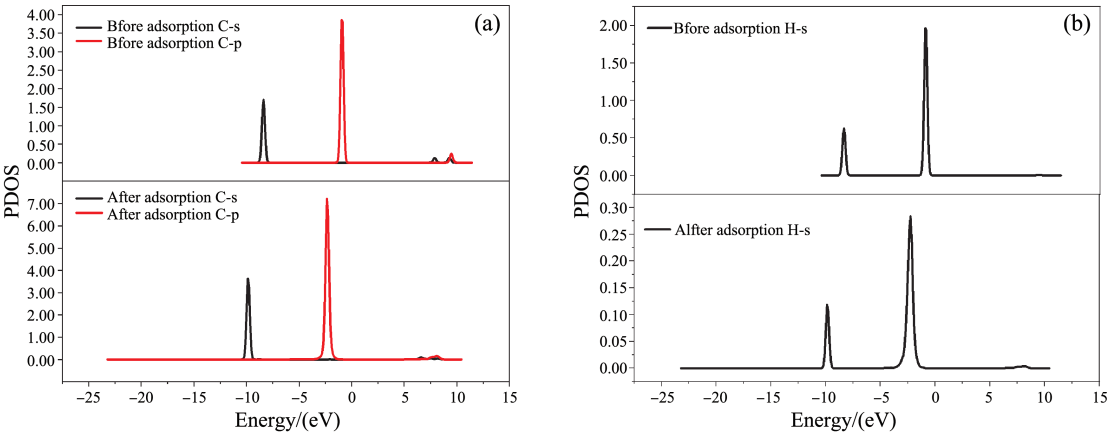 4.00
3.50
3.00
2.50
2.00
1.50
1.00
0.50
0.00
Bfore adsorption C-s
Bfore adsorption C-p
(a)
7.00
6.00
5.00
4.00
3.00
2.00
1.00
0.00
After adsorption C-s
After adsorption C-p
PDOS
−25 −20 −15 −10 −5 0 5 10 15
Energy/(eV)
2.00
1.50
1.00
0.50
0.00
Bfore adsorption H-s
(b)
0.30
0.25
0.20
0.15
0.10
0.05
0.00
Alfter adsorption H-s
PDOS
−25 −20 −15 −10 −5 0 5 10 15
Energy/(eV)